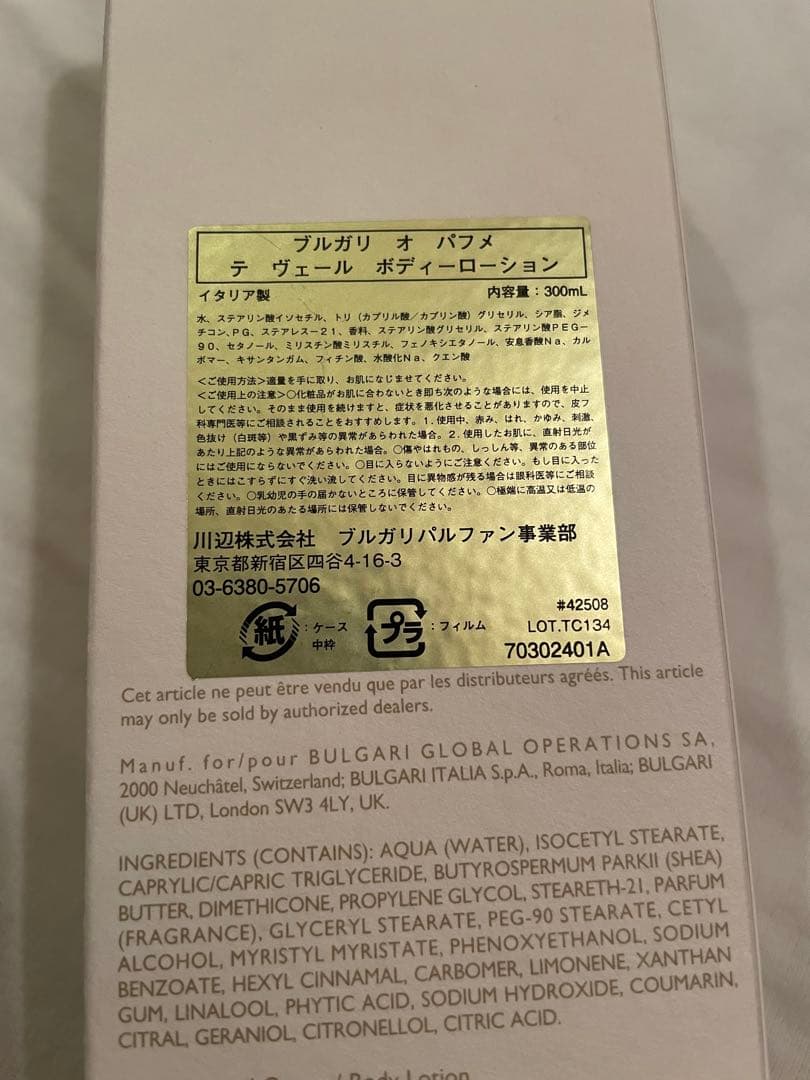 ブルガリ オ パフメ
テ ヴェール ボディーローション
イタリア製 内容量：300mL
水、ステアリン酸イソセチル、トリ（カプリル酸／カプリン酸）グリセリル、シア脂、ジメ
チコン、PG、ステアレス－21、香料、ステアリン酸グリセリル、ステアリン酸PEG－
90、セタノール、ミリスチン酸ミリスチル、フェノキシエタノール、安息香酸Na、カル
ボマー、キサンタンガム、フィチン酸、水酸化Na、クエン酸
＜ご使用方法＞適量を手に取り、お肌になじませてください。
＜ご使用上の注意＞○化粧品がお肌に合わないとき即ち次のような場合には、使用を中止
してください。そのまま使用を続けますと、症状を悪化させることがありますので、皮フ
科専門医等にご相談されることをおすすめします。1．使用中、赤み、はれ、かゆみ、刺激、
色抜け（白斑等）や黒ずみ等の異常があらわれた場合。2．使用したお肌に、直射日光が
あたり上記のような異常があらわれた場合。○傷やはれもの、しっしん等、異常のある部位
にはご使用にならないでください。○目に入らないようにご注意ください。もし目に入った
ときにはこすらずにすぐ洗い流してください。目に異物感が残る場合は眼科医等にご相談
ください。○乳幼児の手の届かないところに保管してください。○極端に高温又は低温の
場所、直射日光のあたる場所には保管しないでください。
川辺株式会社 ブルガリパルファン事業部
東京都新宿区四谷4-16-3
03-6380-5706
紙：ケース
中枠
プラ：フィルム
#42508
LOT.TC134
70302401A
Cet article ne peut être vendu que par les distributeurs agréés. This article
may only be sold by authorized dealers.
Manuf. for/pour BULGARI GLOBAL OPERATIONS SA,
2000 Neuchâtel, Switzerland; BULGARI ITALIA S.p.A., Roma, Italia; BULGARI
(UK) LTD, London SW3 4LY, UK.
INGREDIENTS (CONTAINS): AQUA (WATER), ISOCETYL STEARATE,
CAPRYLIC/CAPRIC TRIGLYCERIDE, BUTYROSPERMUM PARKII (SHEA)
BUTTER, DIMETHICONE, PROPYLENE GLYCOL, STEARETH-21, PARFUM
(FRAGRANCE), GLYCERYL STEARATE, PEG-90 STEARATE, CETYL
ALCOHOL, MYRISTYL MYRISTATE, PHENOXYETHANOL, SODIUM
BENZOATE, HEXYL CINNAMAL, CARBOMER, LIMONENE, XANTHAN
GUM, LINALOOL, PHYTIC ACID, SODIUM HYDROXIDE, COUMARIN,
CITRAL, GERANIOL, CITRONELLOL, CITRIC ACID.
/ Body Lotion